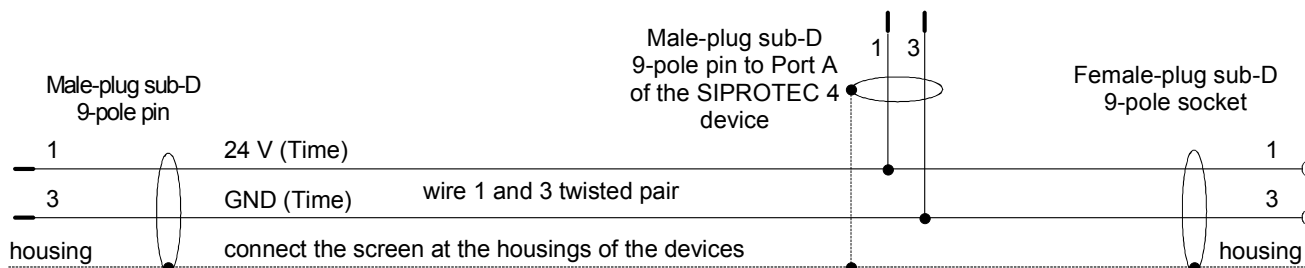 Male-plug sub-D
9-pole pin
1
3
housing
24 V (Time)
GND (Time)
wire 1 and 3 twisted pair
connect the screen at the housings of the devices
Male-plug sub-D
9-pole pin to Port A
of the SIPROTEC 4
device
1
3
Female-plug sub-D
9-pole socket
1
3
housing